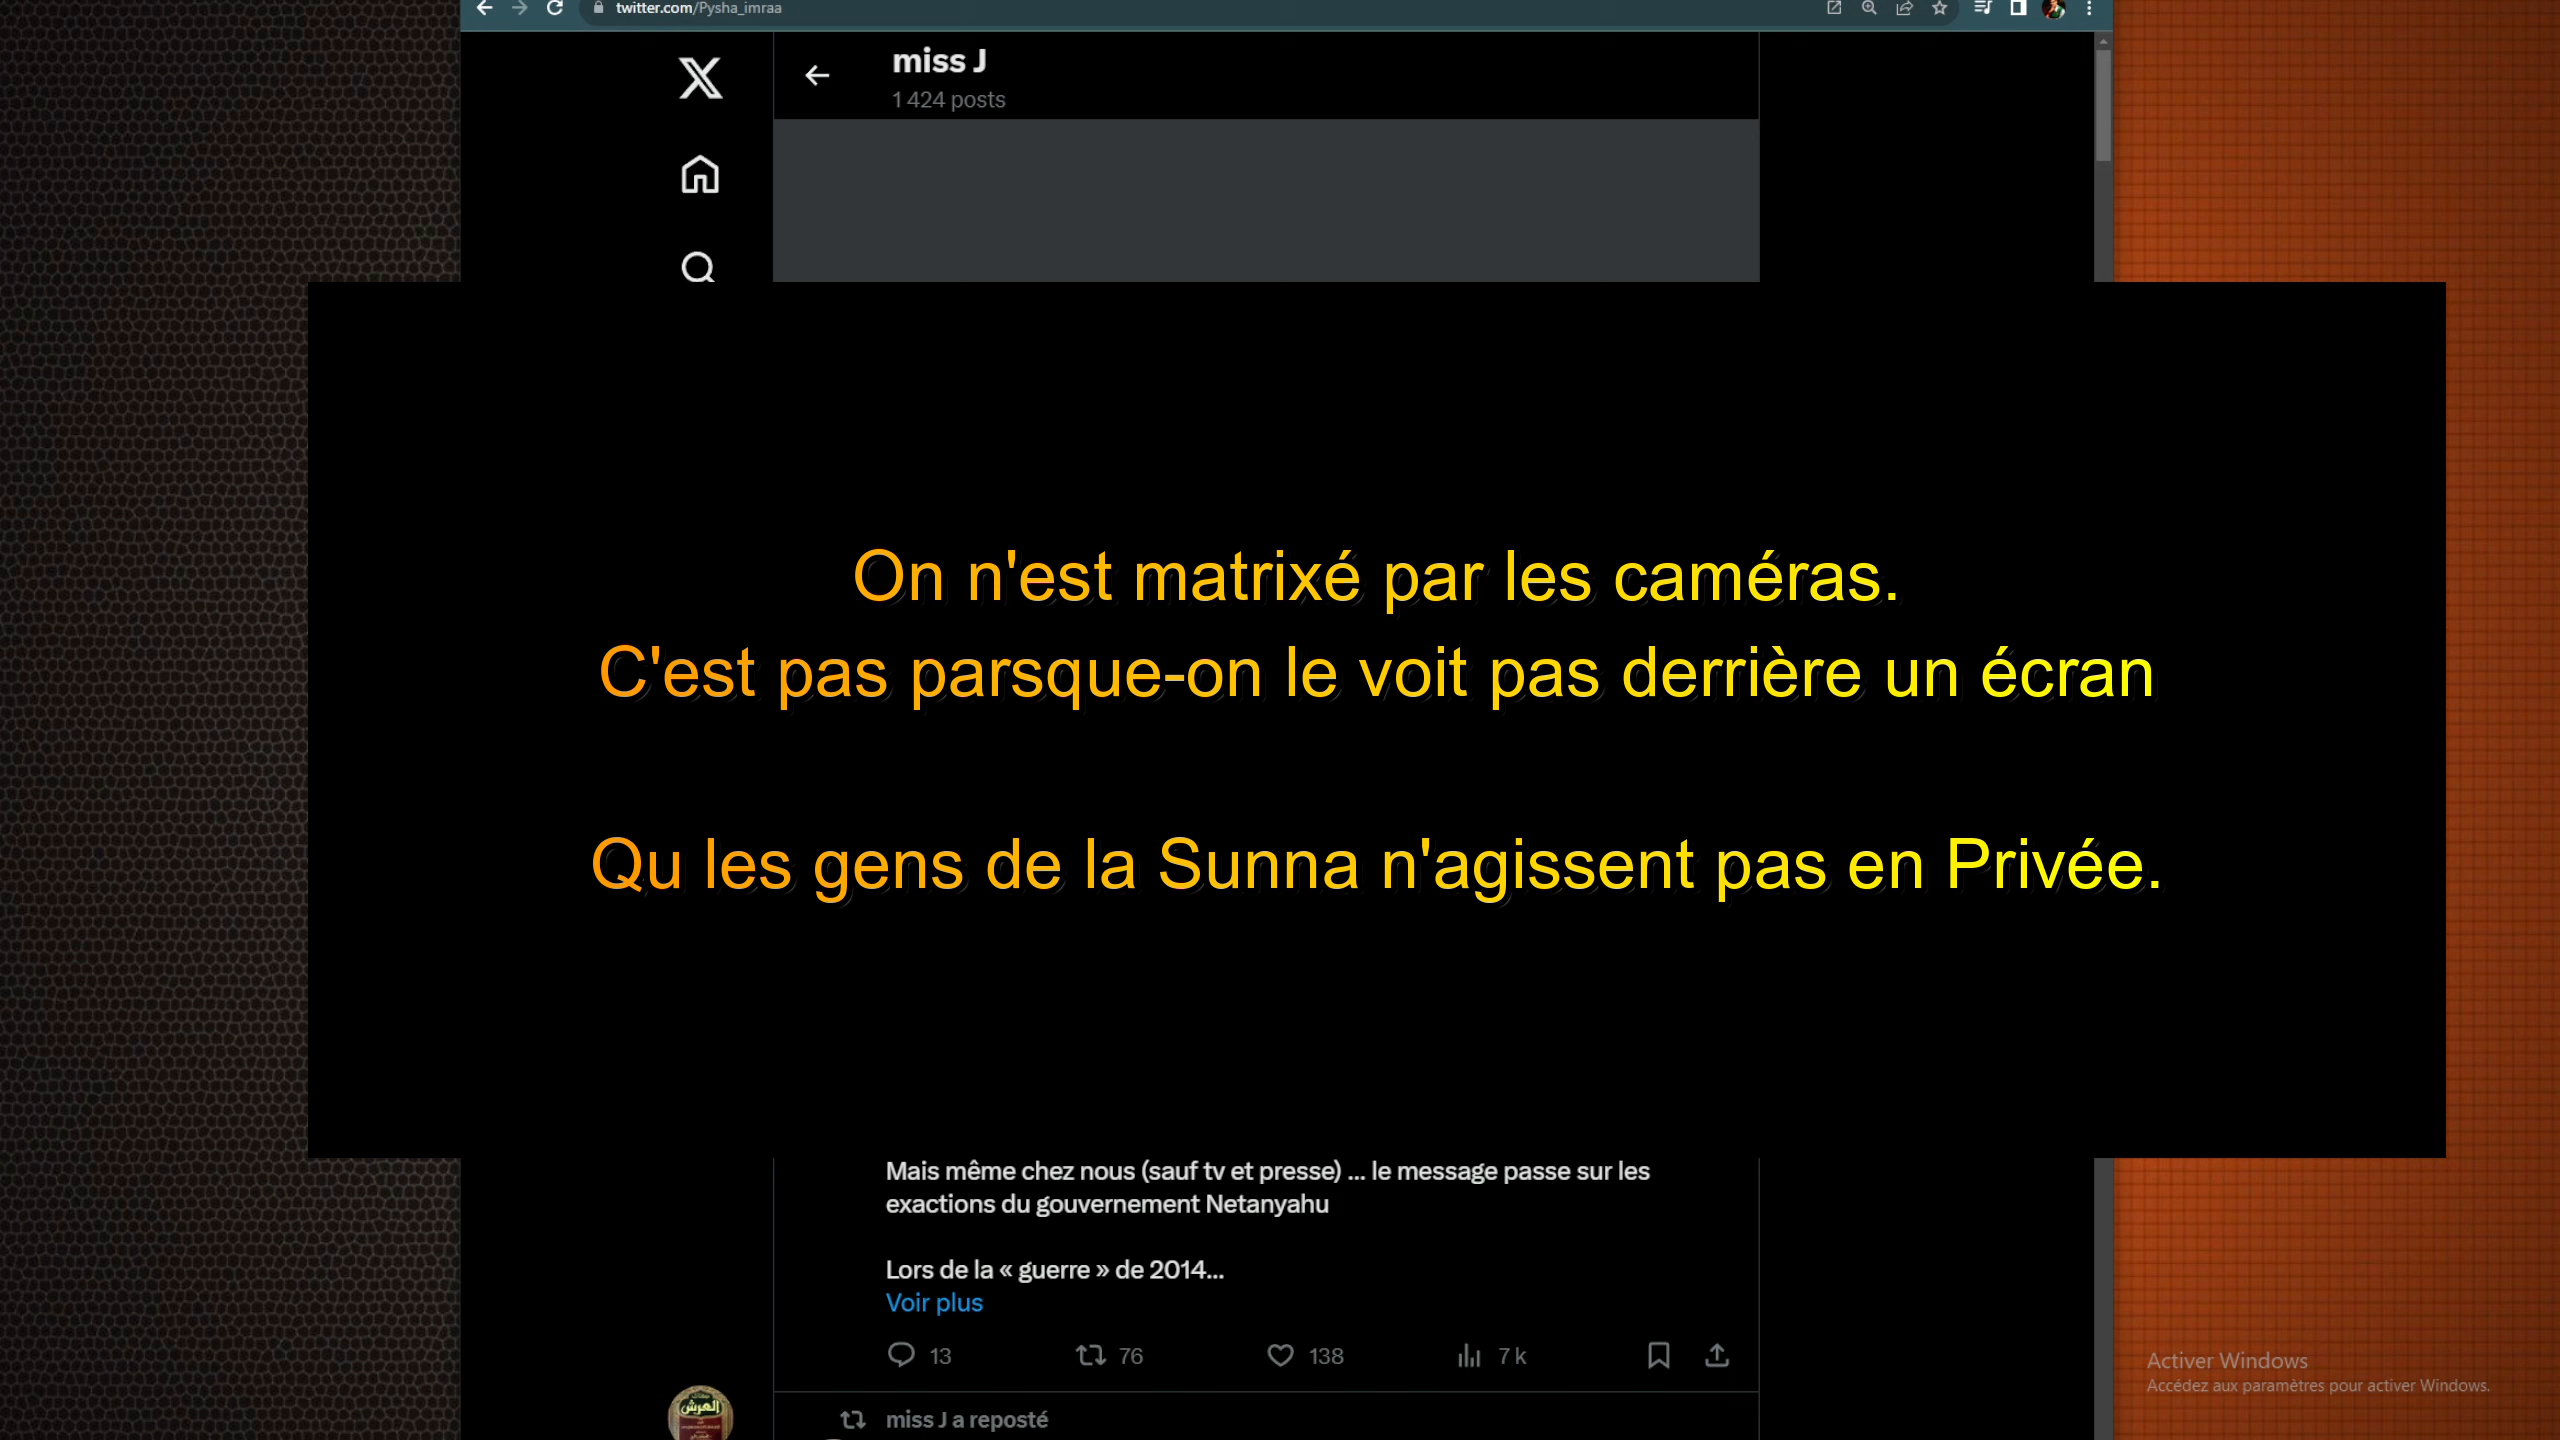 twitter.com/Pysha_imraa
miss J
1 424 posts
On n'est matrixé par les caméras.
C'est pas parsque-on le voit pas derrière un écran
Qu les gens de la Sunna n'agissent pas en Privée.
Mais même chez nous (sauf tv et presse) ... le message passe sur les
exactions du gouvernement Netanyahu
Lors de la « guerre » de 2014...
Voir plus
13 76 138 7 k
Activer Windows
Accédez aux paramètres pour activer Windows.
العرش
miss J a reposté